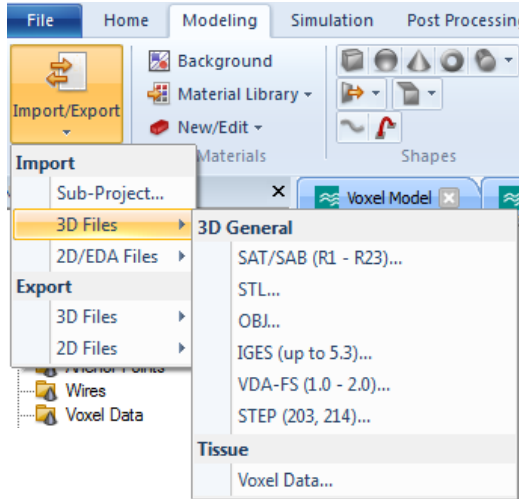 File Home Modeling Simulation Post Processing
Import/Export
Background
Material Library
New/Edit
Materials
Shapes
Import
Sub-Project...
3D Files
2D/EDA Files
Export
3D Files
2D Files
Voxel Model
3D General
SAT/SAB (R1 - R23)...
STL...
OBJ...
IGES (up to 5.3)...
VDA-FS (1.0 - 2.0)...
STEP (203, 214)...
Tissue
Voxel Data...
Wires
Voxel Data